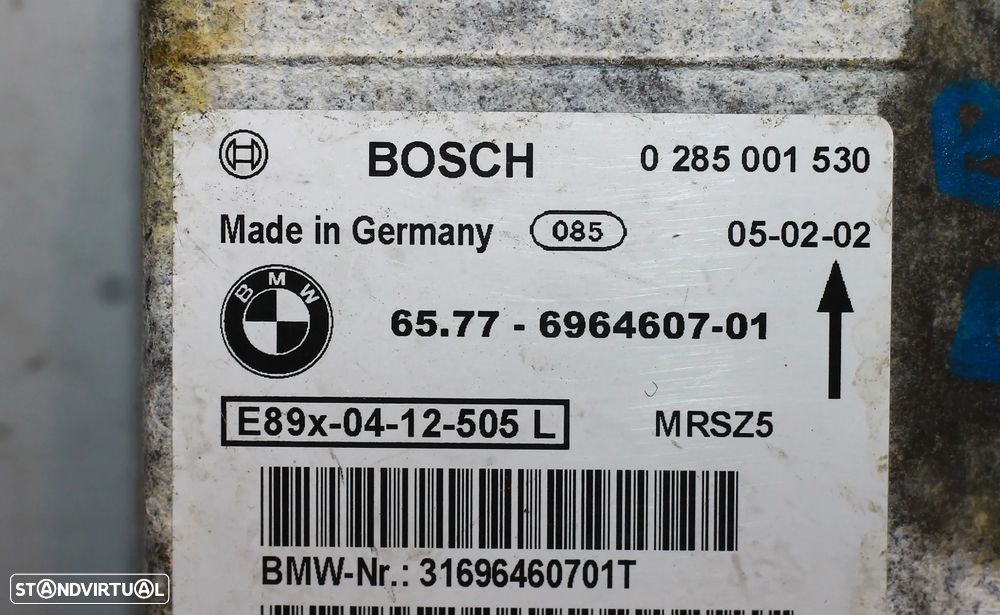 BOSCH 0 285 001 530
Made in Germany 085 05-02-02
BMW
65.77 - 6964607-01
E89x-04-12-505 L MRSZ5
BMW-Nr.: 31696460701T
STANDVIRTUAL